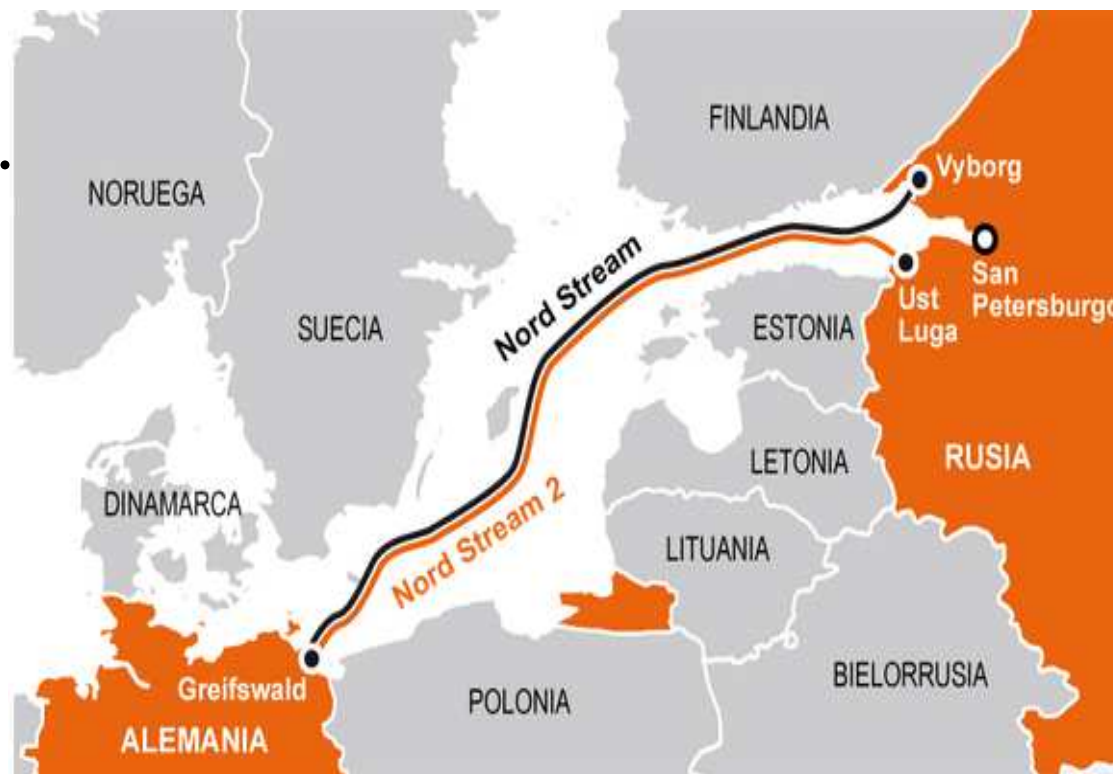 FINLANDIA
Vyborg
NORUEGA
Nord Stream
San
Petersburgo
Ust
Luga
SUECIA
ESTONIA
LETONIA
RUSIA
DINAMARCA
Nord Stream 2
LITUANIA
BIELORRUSIA
Greifswald
POLONIA
ALEMANIA